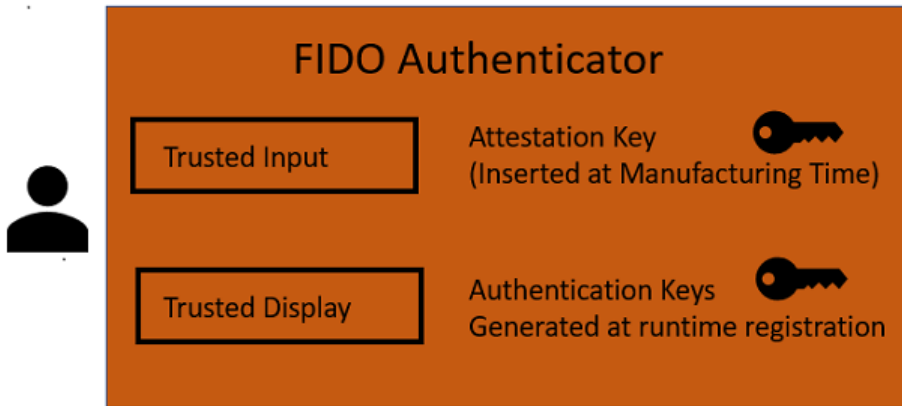 FIDO Authenticator
Trusted Input
Attestation Key
(Inserted at Manufacturing Time)
Trusted Display
Authentication Keys
Generated at runtime registration